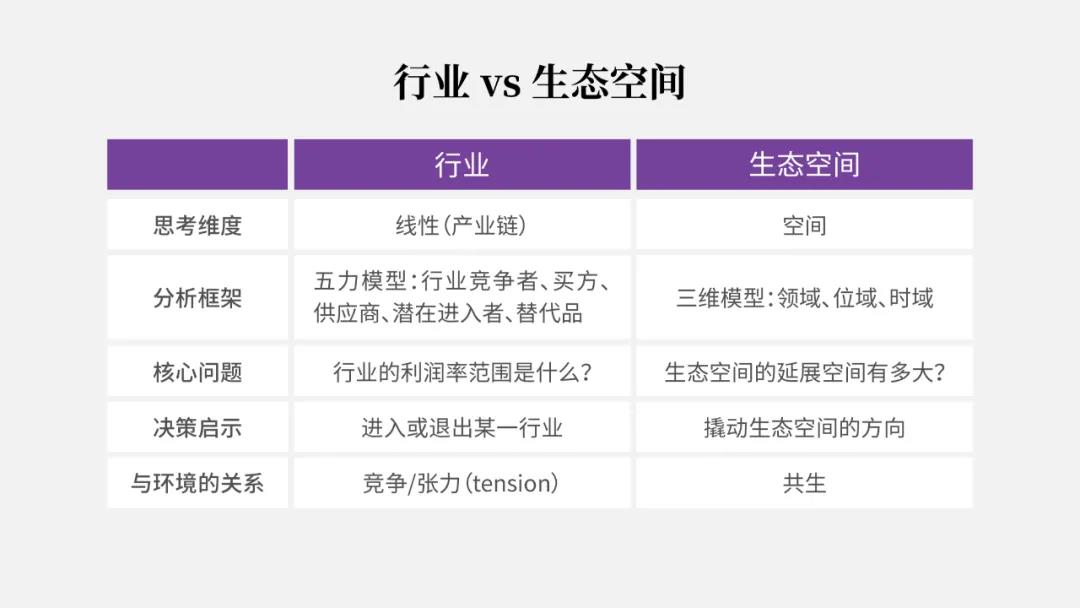 行业 vs 生态空间
行业 生态空间
思考维度 线性（产业链） 空间
分析框架 五力模型：行业竞争者、买方、
供应商、潜在进入者、替代品 三维模型：领域、位域、时域
核心问题 行业的利润率范围是什么？ 生态空间的延展空间有多大？
决策启示 进入或退出某一行业 撬动生态空间的方向
与环境的关系 竞争/张力（tension） 共生